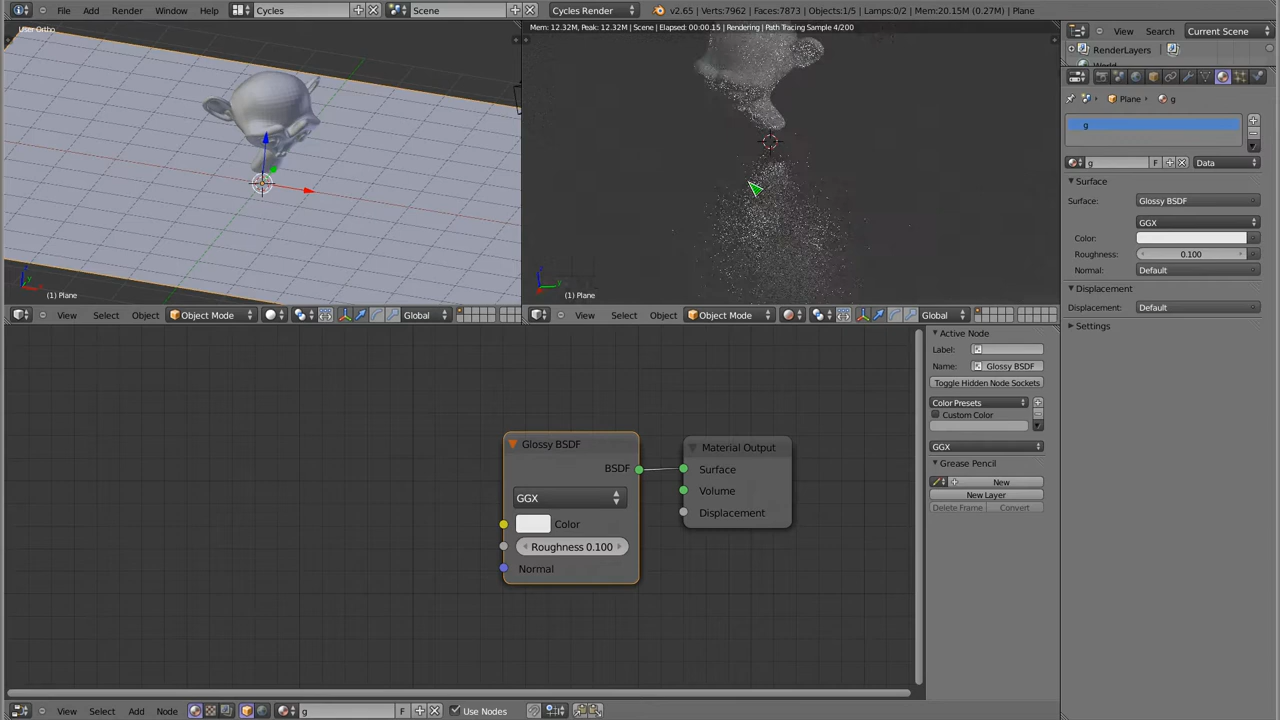 File Add Render Window Help Cycles Scene Cycles Render v2.65 | Verts:7962 | Faces:7873 | Objects:1/5 | Lamps:0/2 | Mem:20.15M (0.27M) | Plane
User Ortho
Mem: 12.32M, Peak: 12.32M | Scene | Elapsed: 00:00.15 | Rendering | Path Tracing Sample 4/200
View Search Current Scene
RenderLayers
Plane g
g
g F Data
Surface
Surface: Glossy BSDF
GGX
Color:
Roughness: 0.100
Normal: Default
Displacement
Displacement: Default
Settings
(1) Plane
(1) Plane
View Select Object Object Mode Global
View Select Object Object Mode Global
Glossy BSDF
BSDF
GGX
Color
Roughness 0.100
Normal
Material Output
Surface
Volume
Displacement
Active Node
Label:
Name: Glossy BSDF
Toggle Hidden Node Sockets
Color Presets
Custom Color
GGX
Grease Pencil
New
New Layer
Delete Frame Convert
View Select Add Node g F Use Nodes